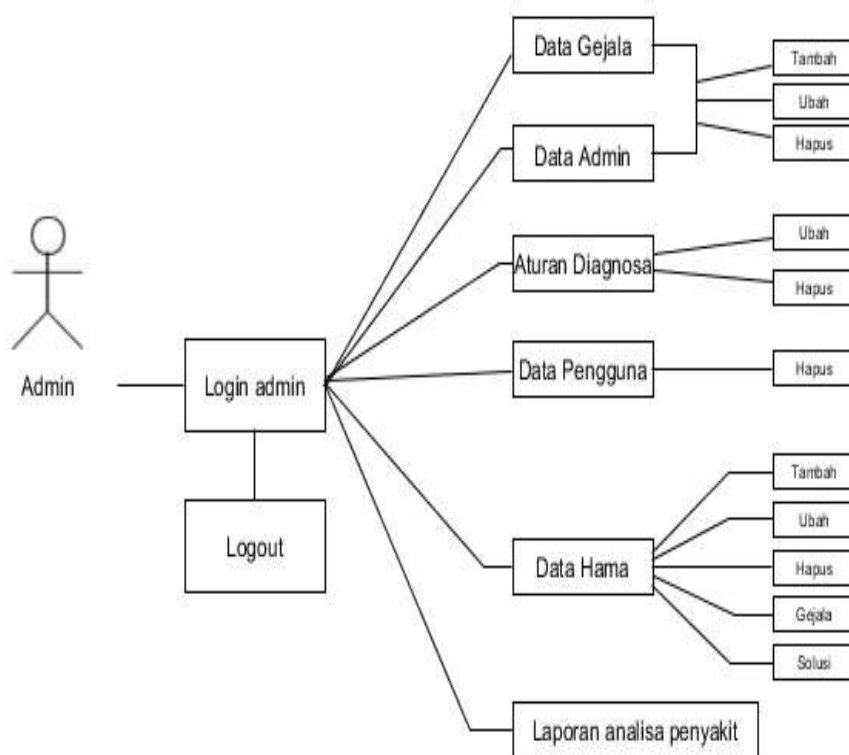 Data Gejala
Tambah
Ubah
Hapus
Data Admin
Aturan Diagnosa
Ubah
Hapus
Admin
Login admin
Data Pengguna
Hapus
Logout
Data Hama
Tambah
Ubah
Hapus
Gejala
Solusi
Laporan analisa penyakit